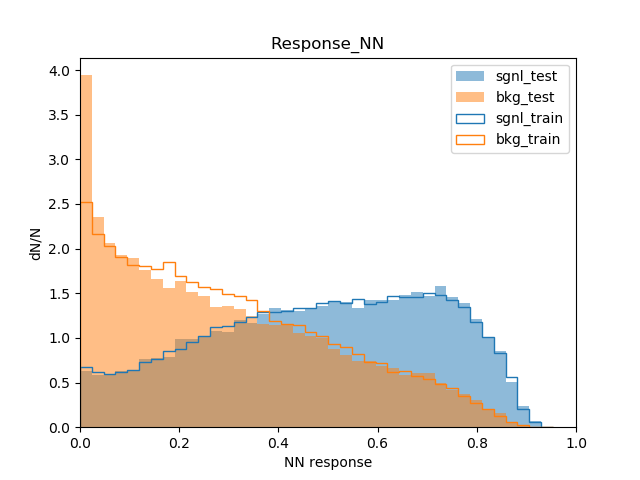 Response_NN
sgnl_test
bkg_test
sgnl_train
bkg_train
dN/N
4.0
3.5
3.0
2.5
2.0
1.5
1.0
0.5
0.0
0.0 0.2 0.4 0.6 0.8 1.0
NN response